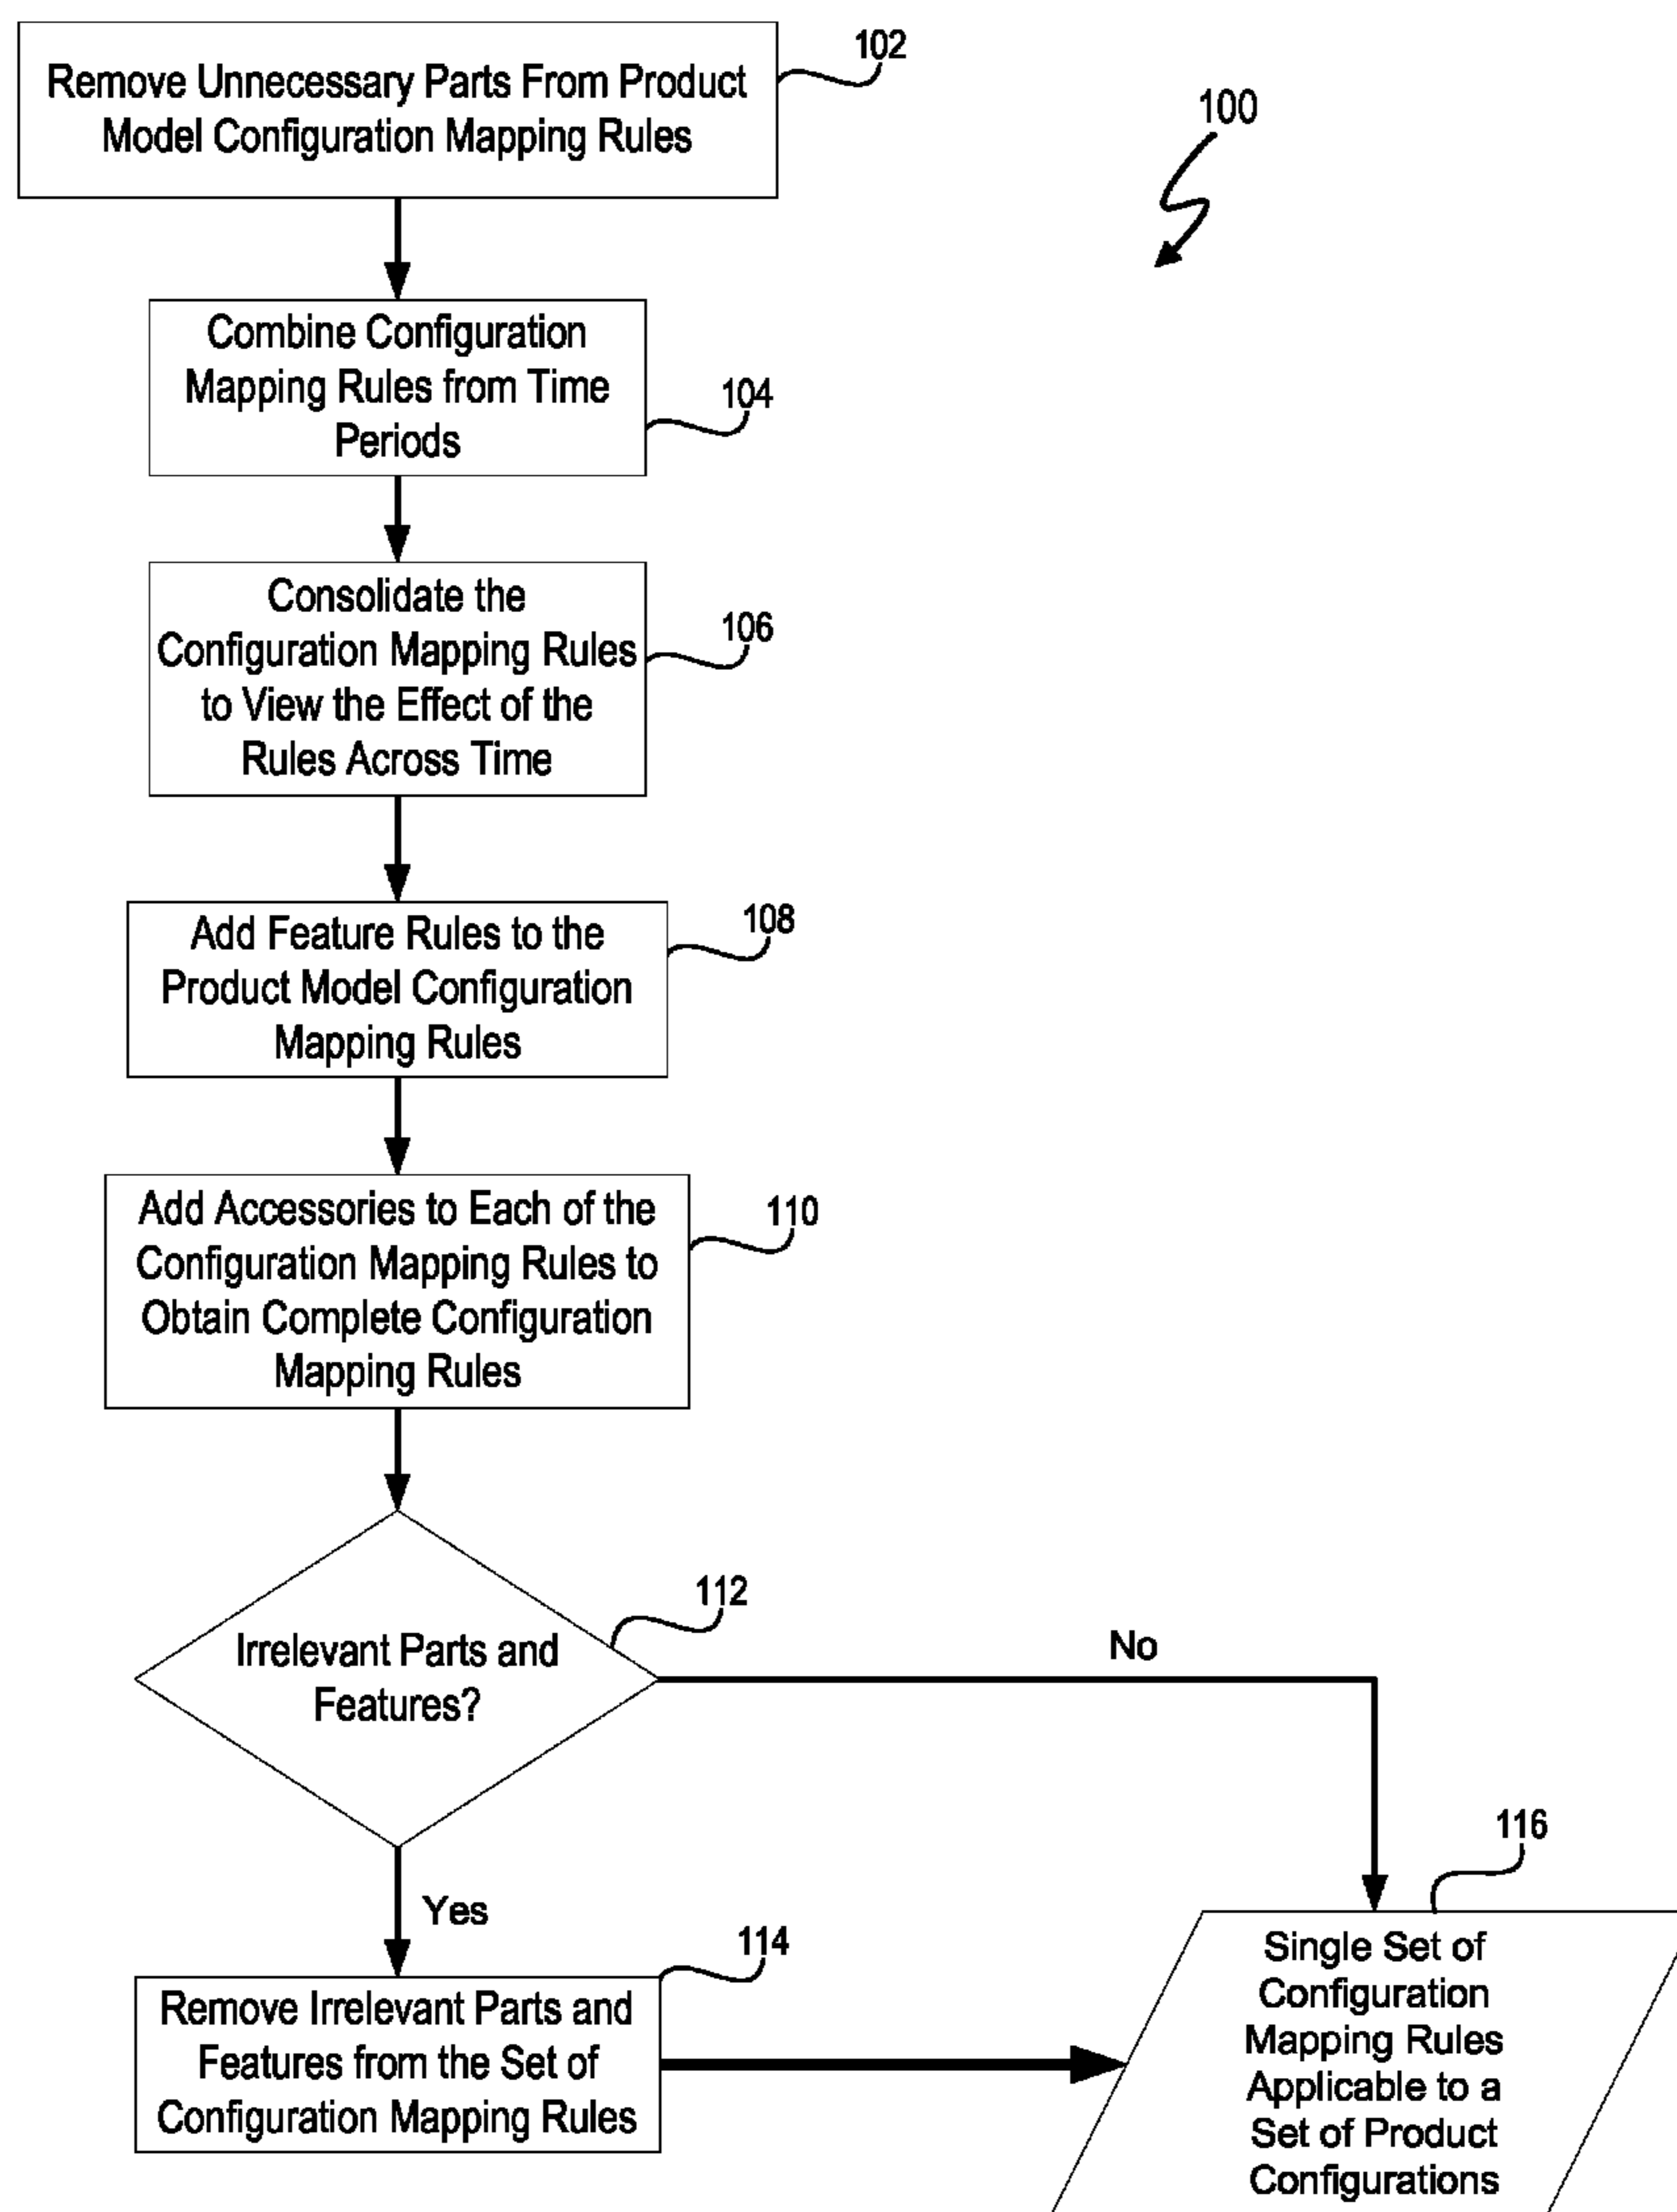 102
Remove Unnecessary Parts From Product
Model Configuration Mapping Rules
100
Combine Configuration
Mapping Rules from Time
Periods
104
Consolidate the
Configuration Mapping Rules
to View the Effect of the
Rules Across Time
106
Add Feature Rules to the
Product Model Configuration
Mapping Rules
108
Add Accessories to Each of the
Configuration Mapping Rules to
Obtain Complete Configuration
Mapping Rules
110
112
Irrelevant Parts and
Features?
No
Yes
114
Remove Irrelevant Parts and
Features from the Set of
Configuration Mapping Rules
116
Single Set of
Configuration
Mapping Rules
Applicable to a
Set of Product
Configurations